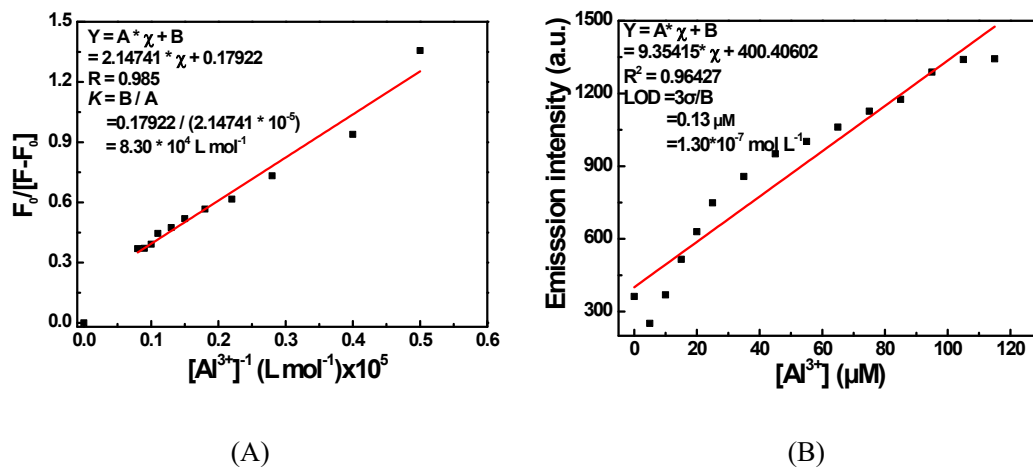 Y = A* χ + B
= 2.14741 * χ + 0.17922
R = 0.985
K = B / A
=0.17922 / (2.14741 * 10⁻⁵)
= 8.30 * 10⁴ L mol⁻¹
F₀/[F-F₀]
1.5
1.2
0.9
0.6
0.3
0.0
0.1 0.2 0.3 0.4 0.5 0.6
[Al³⁺]⁻¹ (L mol⁻¹)x10⁵
(A)
Y = A* χ + B
= 9.35415* χ + 400.40602
R² = 0.96427
LOD =3σ/B
=0.13 µM
=1.30*10⁻⁷ mol L⁻¹
Emisssion intensity (a.u.)
1500
1200
900
600
300
0 20 40 60 80 100 120
[Al³⁺] (µM)
(B)